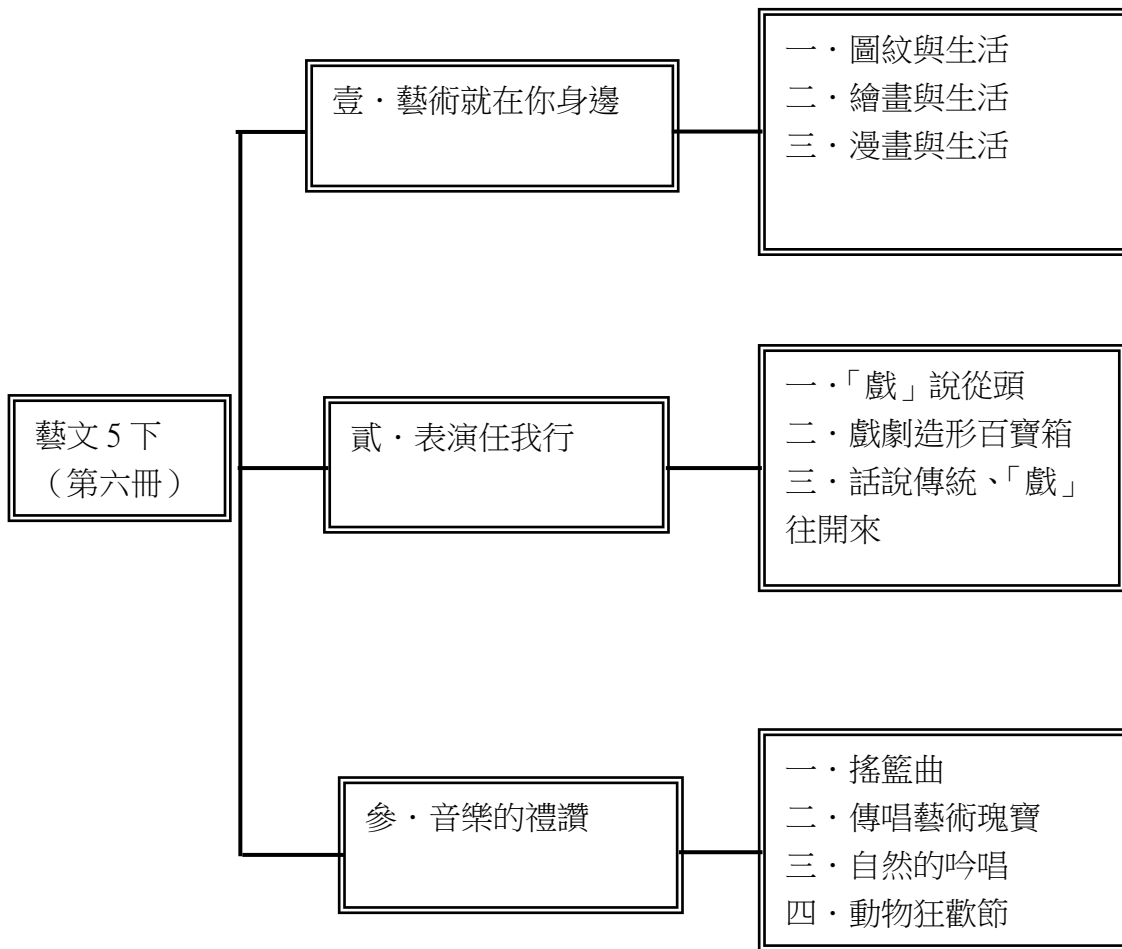 藝文 5 下
（第六冊）
壹．藝術就在你身邊
一．圖紋與生活
二．繪畫與生活
三．漫畫與生活
貳．表演任我行
一．「戲」說從頭
二．戲劇造形百寶箱
三．話說傳統、「戲」
往開來
參．音樂的禮讚
一．搖籃曲
二．傳唱藝術瑰寶
三．自然的吟唱
四．動物狂歡節